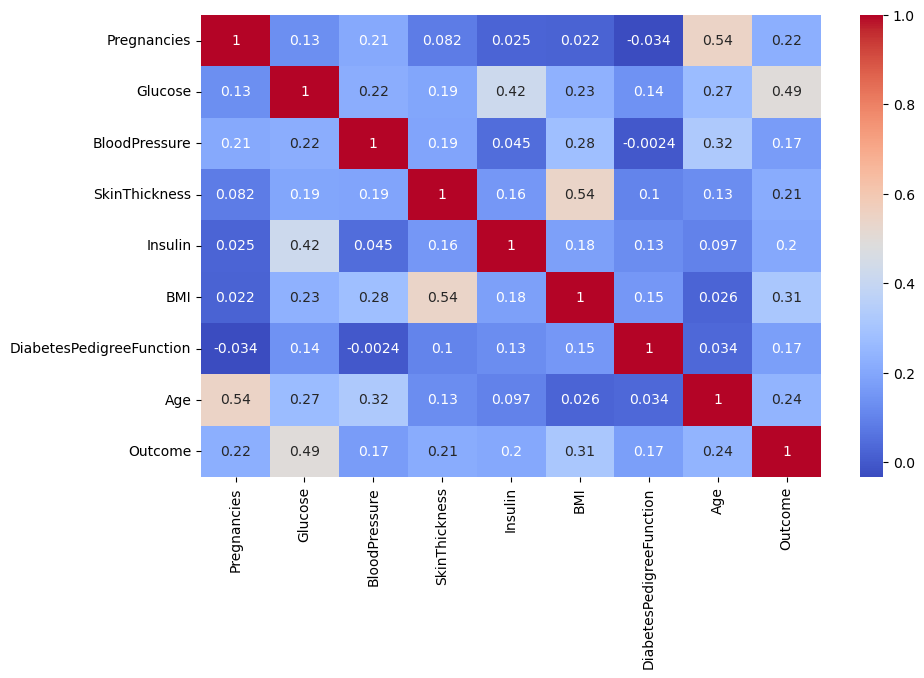 Pregnancies 1 0.13 0.21 0.082 0.025 0.022 -0.034 0.54 0.22
Glucose 0.13 1 0.22 0.19 0.42 0.23 0.14 0.27 0.49
BloodPressure 0.21 0.22 1 0.19 0.045 0.28 -0.0024 0.32 0.17
SkinThickness 0.082 0.19 0.19 1 0.16 0.54 0.1 0.13 0.21
Insulin 0.025 0.42 0.045 0.16 1 0.18 0.13 0.097 0.2
BMI 0.022 0.23 0.28 0.54 0.18 1 0.15 0.026 0.31
DiabetesPedigreeFunction -0.034 0.14 -0.0024 0.1 0.13 0.15 1 0.034 0.17
Age 0.54 0.27 0.32 0.13 0.097 0.026 0.034 1 0.24
Outcome 0.22 0.49 0.17 0.21 0.2 0.31 0.17 0.24 1
Pregnancies
Glucose
BloodPressure
SkinThickness
Insulin
BMI
DiabetesPedigreeFunction
Age
Outcome
1.0
0.8
0.6
0.4
0.2
0.0